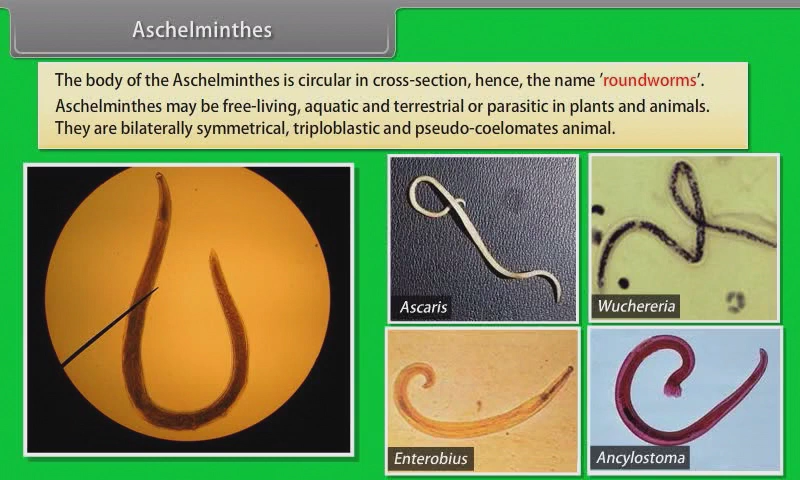 Aschelminthes
The body of the Aschelminthes is circular in cross-section, hence, the name 'roundworms'.
Aschelminthes may be free-living, aquatic and terrestrial or parasitic in plants and animals.
They are bilaterally symmetrical, triploblastic and pseudo-coelomates animal.
Ascaris
Wuchereria
Enterobius
Ancylostoma